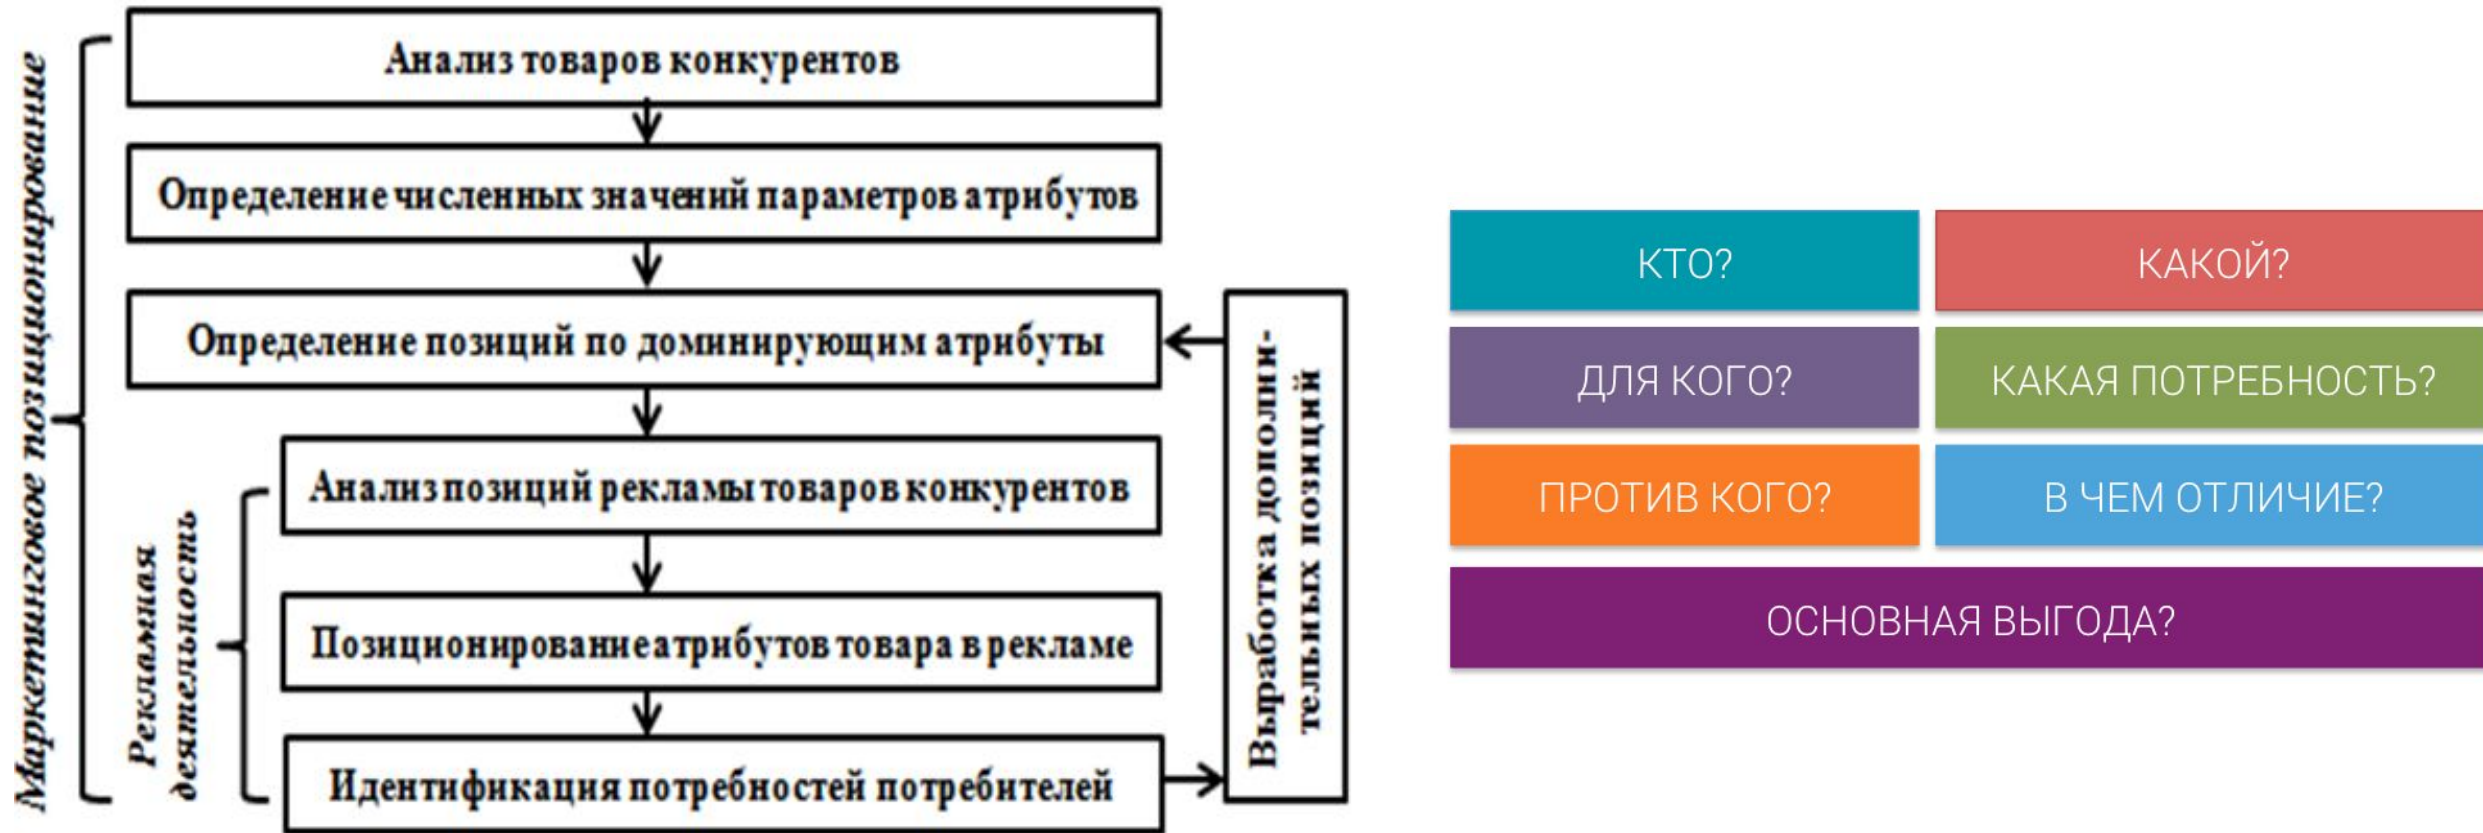 Маркетинговое позиционирование
Анализ товаров конкурентов
Определение численных значений параметров атрибутов
Определение позиций по доминирующим атрибуты
Рекламная
деятельность
Анализ позиций рекламы товаров конкурентов
Позиционирование атрибутов товара в рекламе
Идентификация потребностей потребителей
Выработка дополни-
тельных позиций
КТО?
КАКОЙ?
ДЛЯ КОГО?
КАКАЯ ПОТРЕБНОСТЬ?
ПРОТИВ КОГО?
В ЧЕМ ОТЛИЧИЕ?
ОСНОВНАЯ ВЫГОДА?